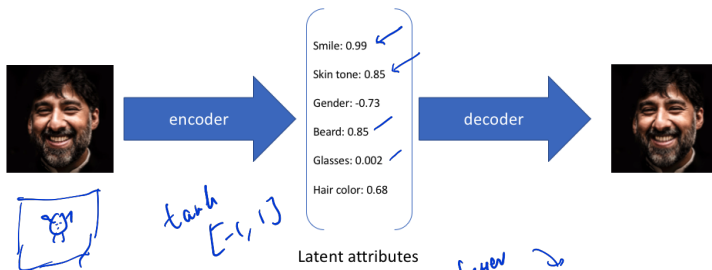 Smile: 0.99
Skin tone: 0.85
encoder
Gender: -0.73
decoder
Beard: 0.85
Glasses: 0.002
Hair color: 0.68
tanh
[-1, 1]
Latent attributes